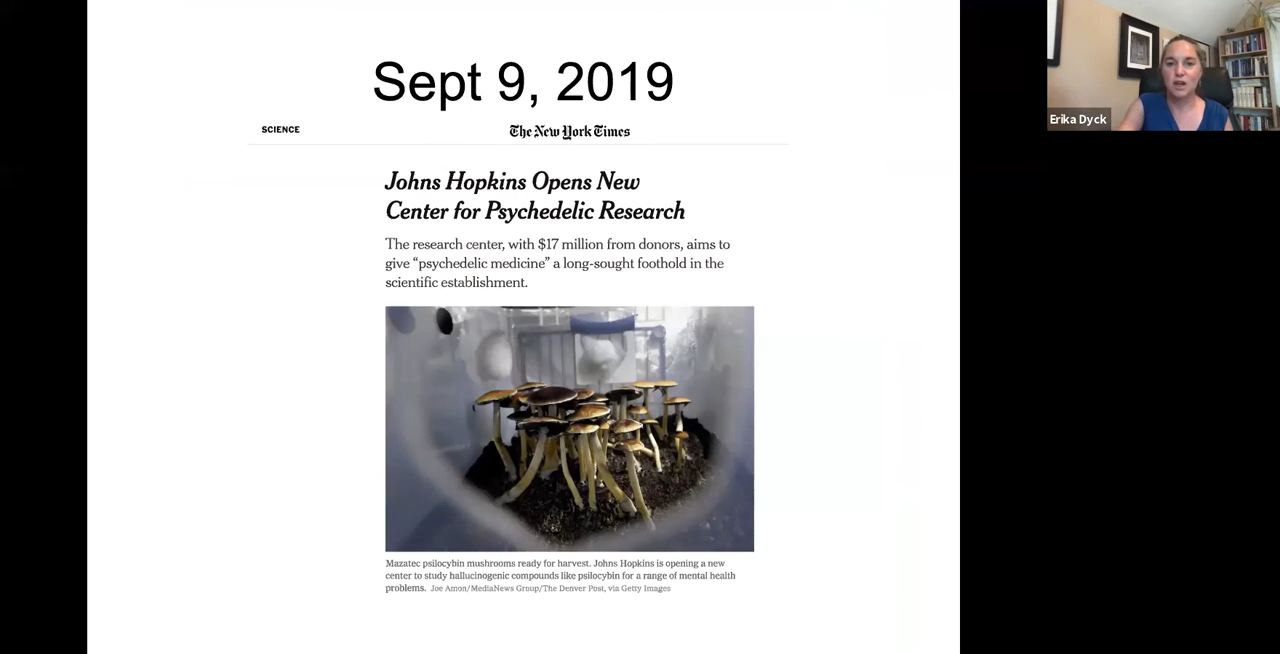 Sept 9, 2019
SCIENCE
The New York Times
Johns Hopkins Opens New
Center for Psychedelic Research
The research center, with $17 million from donors, aims to
give “psychedelic medicine” a long-sought foothold in the
scientific establishment.
Mazatec psilocybin mushrooms ready for harvest. Johns Hopkins is opening a new
center to study hallucinogenic compounds like psilocybin for a range of mental health
problems. Joe Amon/MediaNews Group/The Denver Post, via Getty Images
Erika Dyck